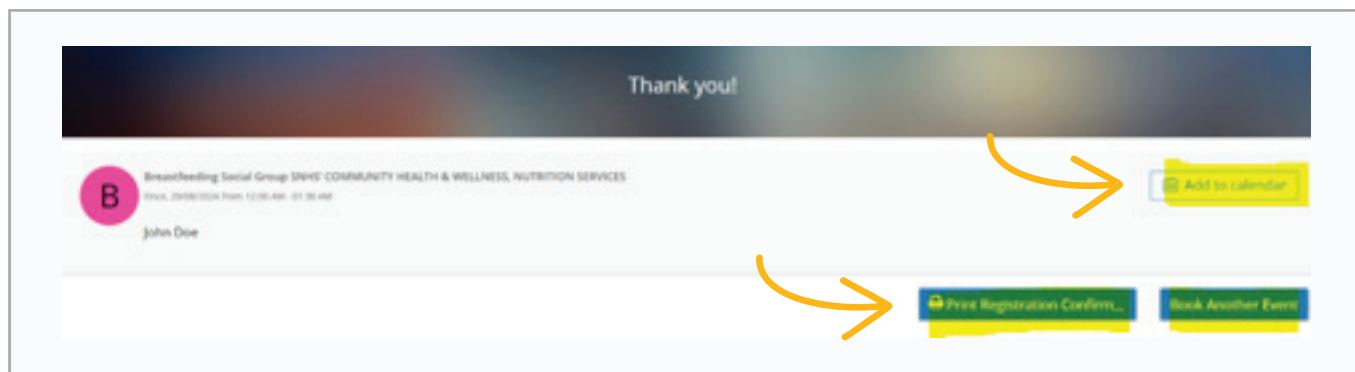 Thank you!
B
Breastfeeding Social Group SNHS' COMMUNITY HEALTH & WELLNESS, NUTRITION SERVICES
Once, 29/08/2024 from 12:00 AM - 01:30 AM
John Doe
Add to calendar
Print Registration Confirm...
Book Another Event